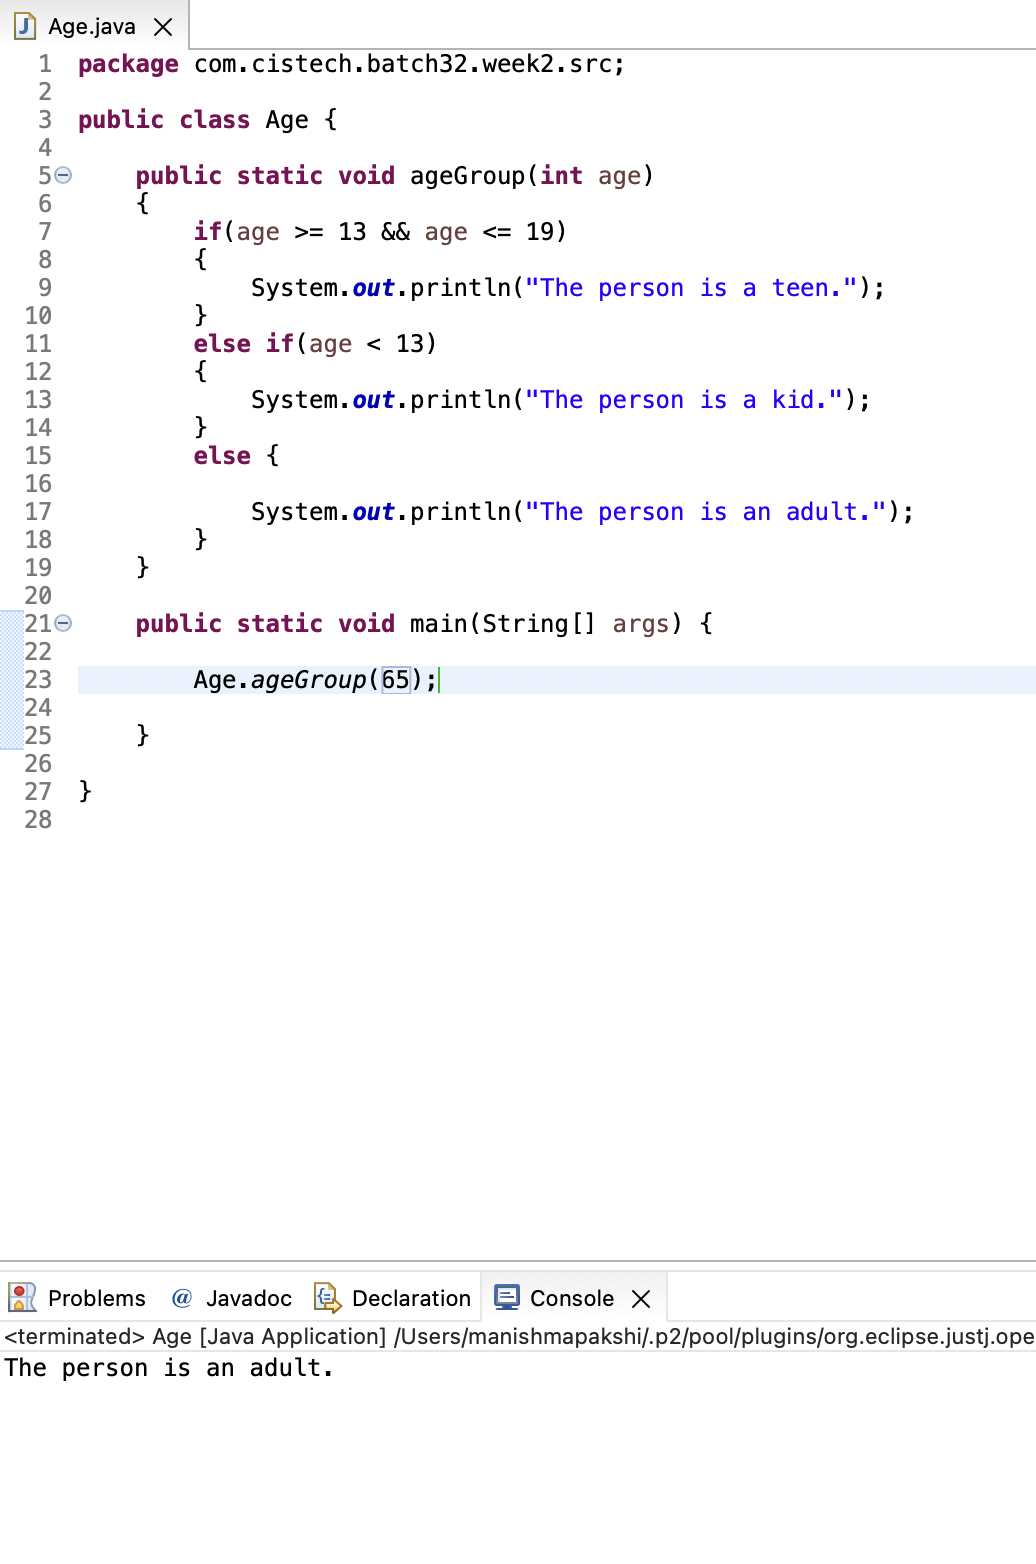 Age.java
1 package com.cistech.batch32.week2.src;
2
3 public class Age {
4
5 public static void ageGroup(int age)
6 {
7 if(age >= 13 && age <= 19)
8 {
9 System.out.println("The person is a teen.");
10 }
11 else if(age < 13)
12 {
13 System.out.println("The person is a kid.");
14 }
15 else {
16
17 System.out.println("The person is an adult.");
18 }
19 }
20
21 public static void main(String[] args) {
22
23 Age.ageGroup(65);
24
25 }
26
27 }
28
Problems @ Javadoc Declaration Console
<terminated> Age [Java Application] /Users/manishmapakshi/.p2/pool/plugins/org.eclipse.justj.ope
The person is an adult.